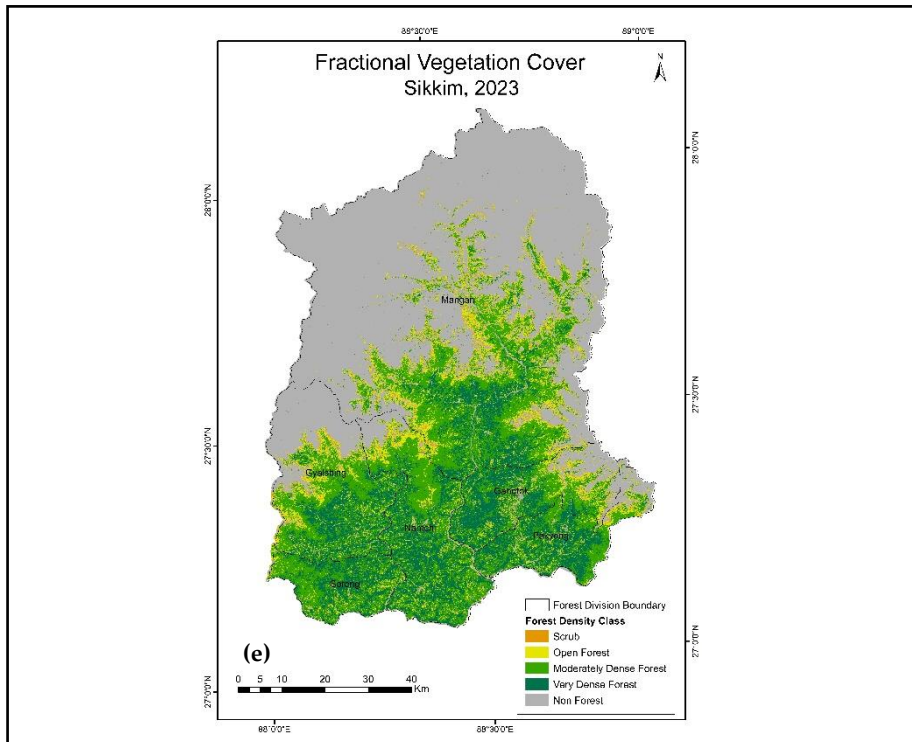 88°30'0"E 89°0'0"E
Fractional Vegetation Cover
Sikkim, 2023
N
28°0'0"N
28°0'0"N
Mangan
27°30'0"N
27°30'0"N
Gyalshing
Gangtok
Namchi
Pakyong
Soreng
Forest Division Boundary
Forest Density Class
Scrub
Open Forest
Moderately Dense Forest
Very Dense Forest
Non Forest
27°0'0"N
(e)
0 5 10 20 30 40
Km
27°0'0"N
88°0'0"E 88°30'0"E